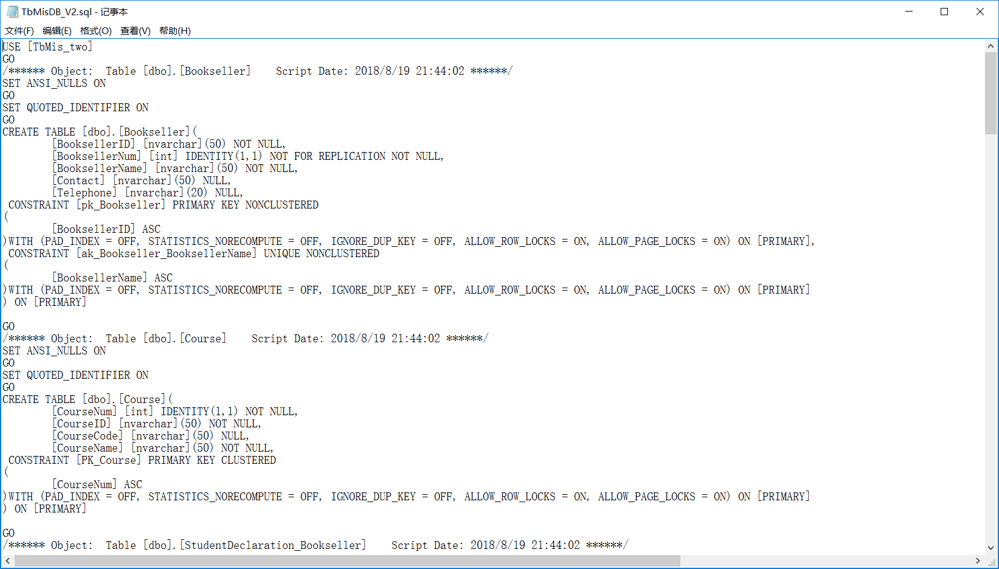 TbMisDB_V2.sql - 记事本
文件(F) 编辑(E) 格式(O) 查看(V) 帮助(H)
USE [TbMis_two]
GO
/****** Object:  Table [dbo].[Bookseller]    Script Date: 2018/8/19 21:44:02 ******/
SET ANSI_NULLS ON
GO
SET QUOTED_IDENTIFIER ON
GO
CREATE TABLE [dbo].[Bookseller](
	[BooksellerID] [nvarchar](50) NOT NULL,
	[BooksellerNum] [int] IDENTITY(1,1) NOT FOR REPLICATION NOT NULL,
	[BooksellerName] [nvarchar](50) NOT NULL,
	[Contact] [nvarchar](50) NULL,
	[Telephone] [nvarchar](20) NULL,
 CONSTRAINT [pk_Bookseller] PRIMARY KEY NONCLUSTERED
(
	[BooksellerID] ASC
)WITH (PAD_INDEX = OFF, STATISTICS_NORECOMPUTE = OFF, IGNORE_DUP_KEY = OFF, ALLOW_ROW_LOCKS = ON, ALLOW_PAGE_LOCKS = ON) ON [PRIMARY],
 CONSTRAINT [ak_Bookseller_BooksellerName] UNIQUE NONCLUSTERED
(
	[BooksellerName] ASC
)WITH (PAD_INDEX = OFF, STATISTICS_NORECOMPUTE = OFF, IGNORE_DUP_KEY = OFF, ALLOW_ROW_LOCKS = ON, ALLOW_PAGE_LOCKS = ON) ON [PRIMARY]
) ON [PRIMARY]
GO
/****** Object:  Table [dbo].[Course]    Script Date: 2018/8/19 21:44:02 ******/
SET ANSI_NULLS ON
GO
SET QUOTED_IDENTIFIER ON
GO
CREATE TABLE [dbo].[Course](
	[CourseNum] [int] IDENTITY(1,1) NOT NULL,
	[CourseID] [nvarchar](50) NOT NULL,
	[CourseCode] [nvarchar](50) NULL,
	[CourseName] [nvarchar](50) NOT NULL,
 CONSTRAINT [PK_Course] PRIMARY KEY CLUSTERED
(
	[CourseNum] ASC
)WITH (PAD_INDEX = OFF, STATISTICS_NORECOMPUTE = OFF, IGNORE_DUP_KEY = OFF, ALLOW_ROW_LOCKS = ON, ALLOW_PAGE_LOCKS = ON) ON [PRIMARY]
) ON [PRIMARY]
GO
/****** Object:  Table [dbo].[StudentDeclaration_Bookseller]    Script Date: 2018/8/19 21:44:02 ******/